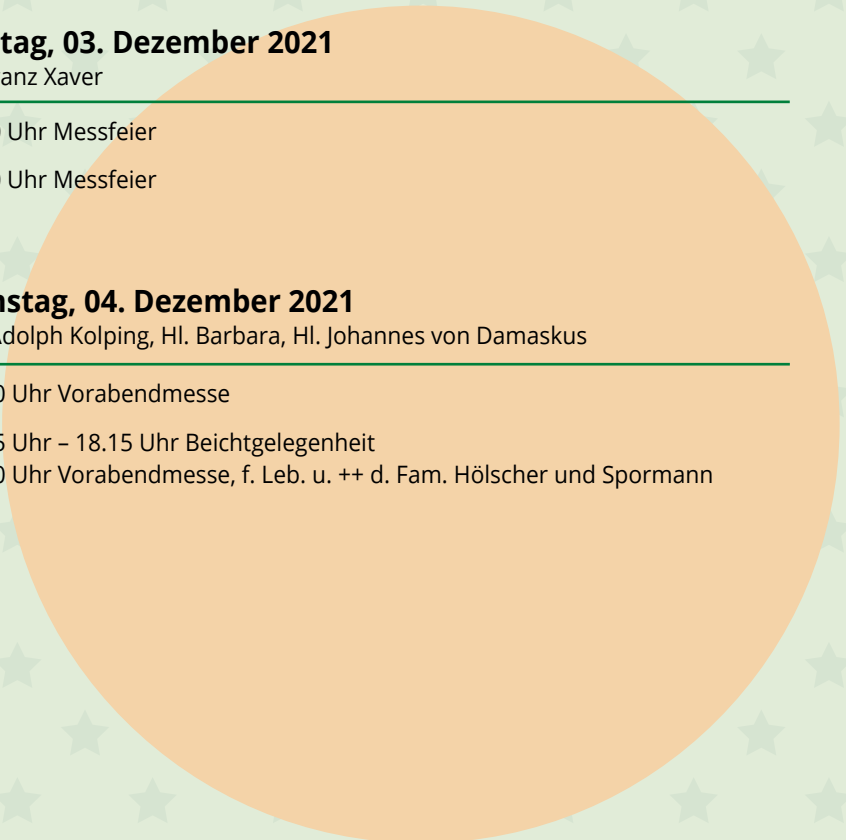 tag, 03. Dezember 2021
anz Xaver
Uhr Messfeier
Uhr Messfeier
stag, 04. Dezember 2021
dolph Kolping, Hl. Barbara, Hl. Johannes von Damaskus
0 Uhr Vorabendmesse
5 Uhr – 18.15 Uhr Beichtgelegenheit
0 Uhr Vorabendmesse, f. Leb. u. ++ d. Fam. Hölscher und Spormann